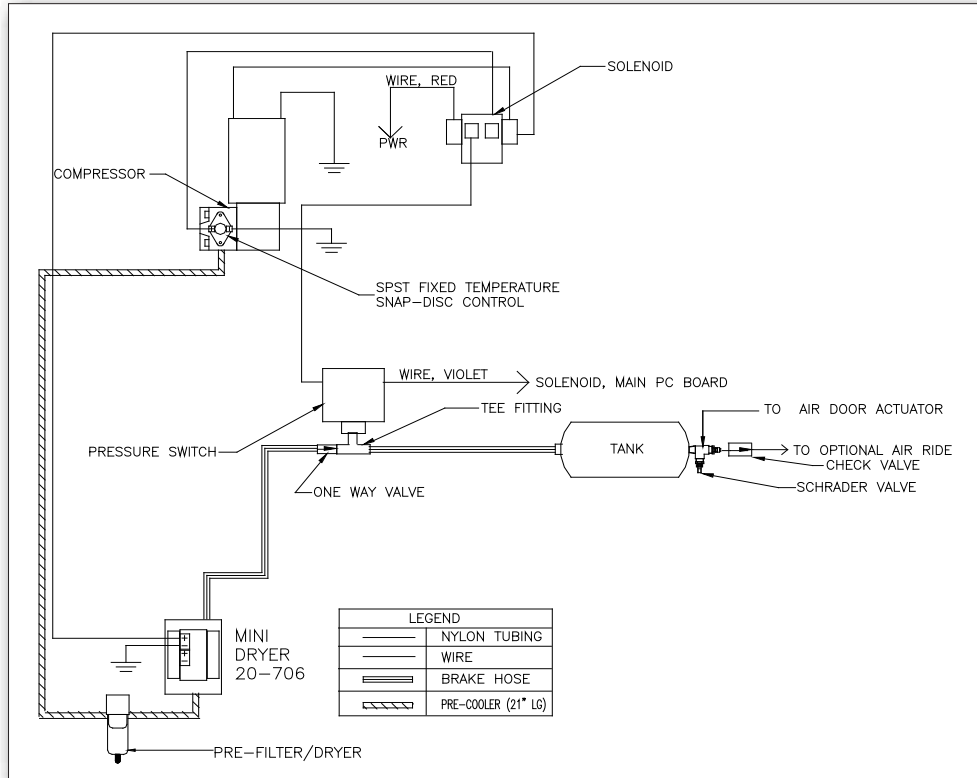 SOLENOID
WIRE, RED
PWR
COMPRESSOR
SPST FIXED TEMPERATURE
SNAP-DISC CONTROL
WIRE, VIOLET
SOLENOID, MAIN PC BOARD
TEE FITTING
TO AIR DOOR ACTUATOR
PRESSURE SWITCH
TANK
TO OPTIONAL AIR RIDE
CHECK VALVE
SCHRADER VALVE
ONE WAY VALVE
LEGEND
NYLON TUBING
WIRE
BRAKE HOSE
PRE-COOLER (21" LG)
+
-
MINI
DRYER
20-706
PRE-FILTER/DRYER